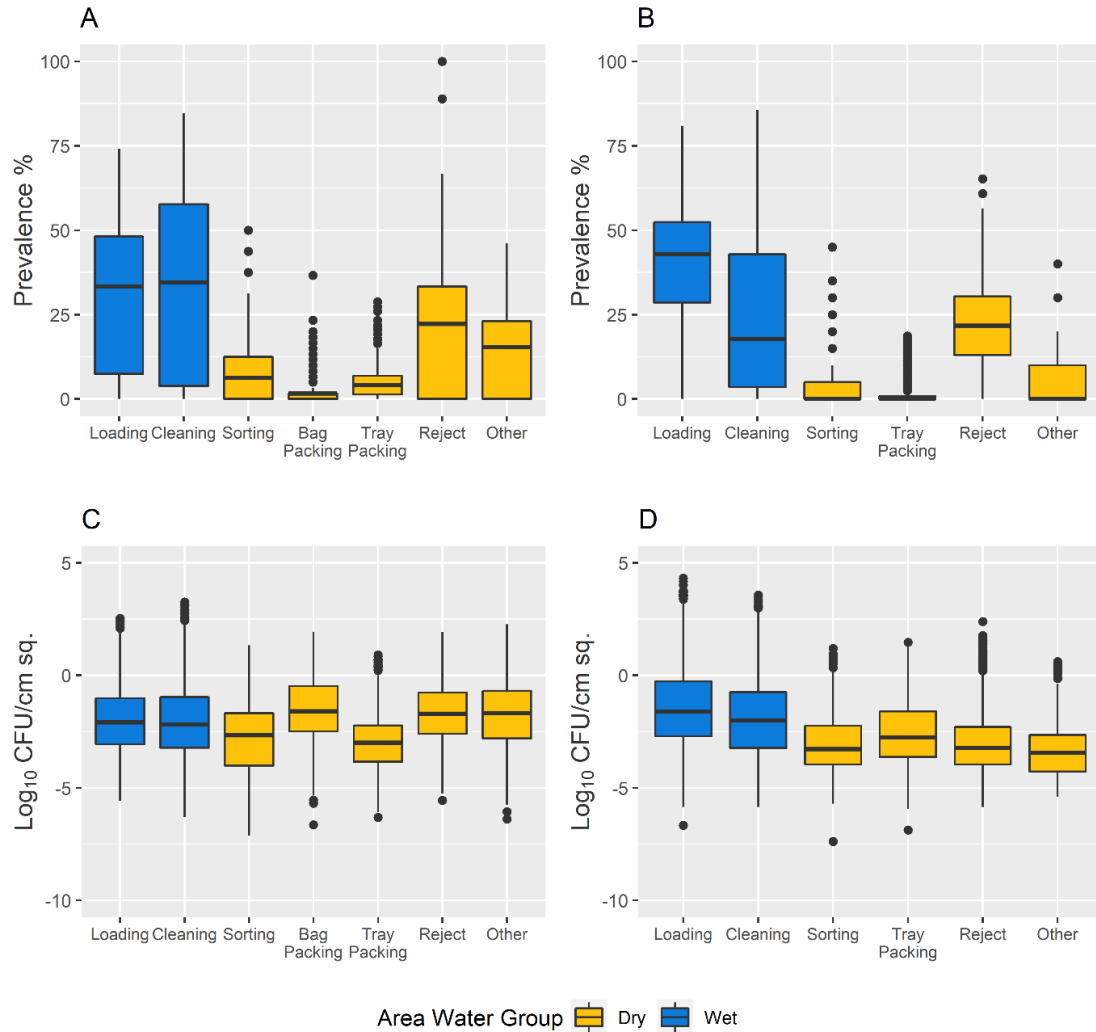 A
Prevalence %
100
75
50
25
0
Loading Cleaning Sorting Bag Packing Tray Packing Reject Other
B
Prevalence %
100
75
50
25
0
Loading Cleaning Sorting Tray Packing Reject Other
C
Log10 CFU/cm sq.
5
0
-5
-10
Loading Cleaning Sorting Bag Packing Tray Packing Reject Other
D
Log10 CFU/cm sq.
5
0
-5
-10
Loading Cleaning Sorting Tray Packing Reject Other
Area Water Group Dry Wet